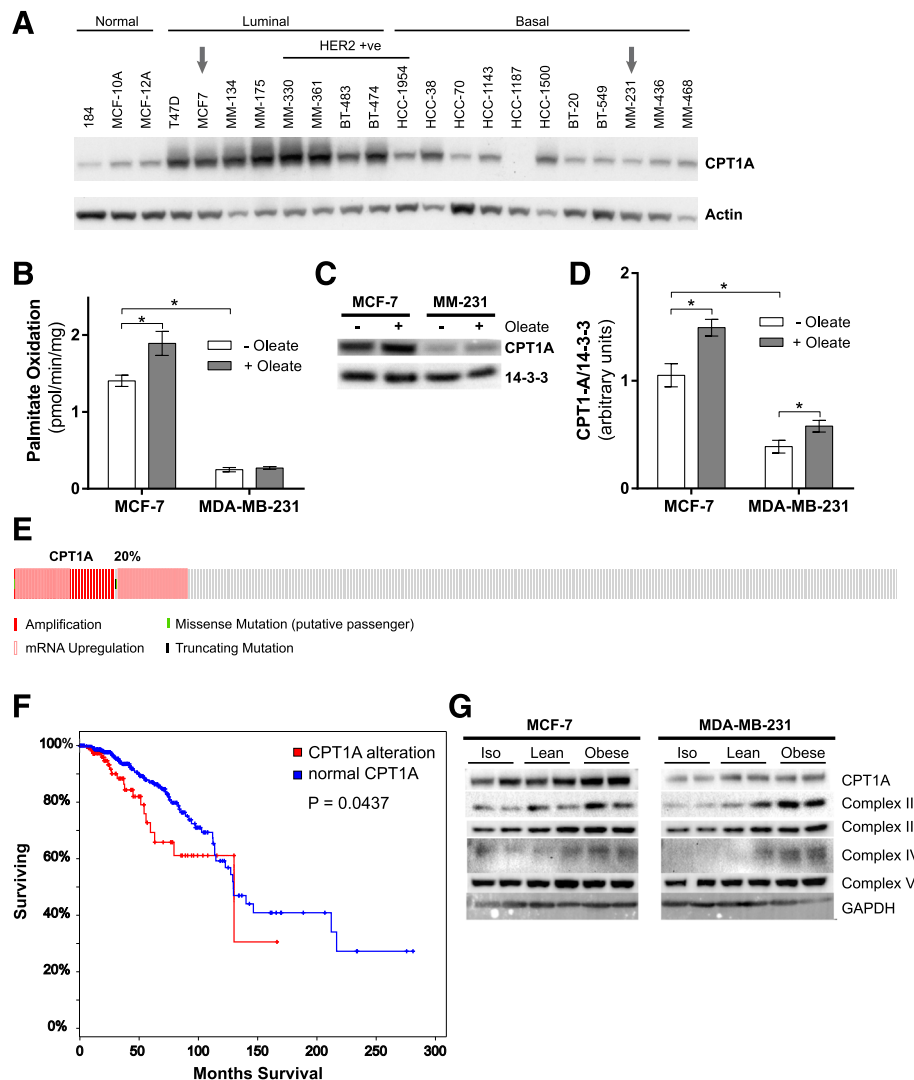 A
Normal Luminal Basal
HER2 +ve
184 MCF-10A MCF-12A T47D MCF7 MM-134 MM-175 MM-330 MM-361 BT-483 BT-474 HCC-1954 HCC-38 HCC-70 HCC-1143 HCC-1187 HCC-1500 BT-20 BT-549 MM-231 MM-436 MM-468
CPT1A
Actin
B
Palmitate Oxidation
(pmol/min/mg)
2
1
0
*
*
- Oleate
+ Oleate
MCF-7 MDA-MB-231
C
MCF-7 MM-231
- + - + Oleate
CPT1A
14-3-3
D
CPT1-A/14-3-3
(arbitrary units)
2
1
0
*
*
*
- Oleate
+ Oleate
MCF-7 MDA-MB-231
E
CPT1A 20%
Amplification Missense Mutation (putative passenger)
mRNA Upregulation Truncating Mutation
F
Surviving
100%
80%
60%
40%
20%
0%
CPT1A alteration
normal CPT1A
P = 0.0437
0 50 100 150 200 250 300
Months Survival
G
MCF-7 MDA-MB-231
Iso Lean Obese Iso Lean Obese
CPT1A
Complex II
Complex II
Complex IV
Complex V
GAPDH